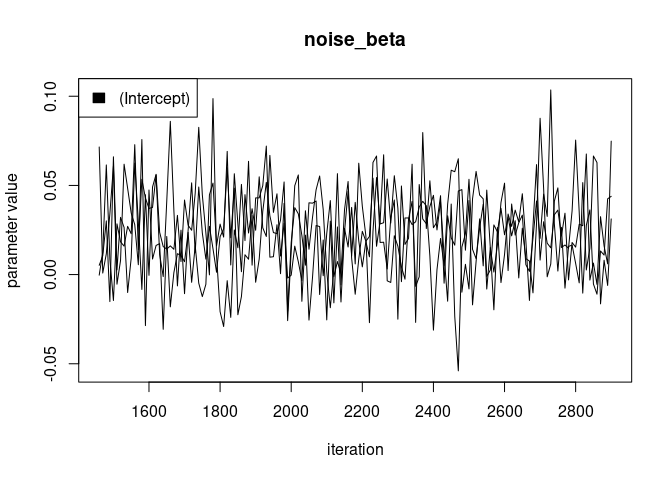 noise_beta
(Intercept)
parameter value
0.10
0.05
0.00
-0.05
1600 1800 2000 2200 2400 2600 2800
iteration